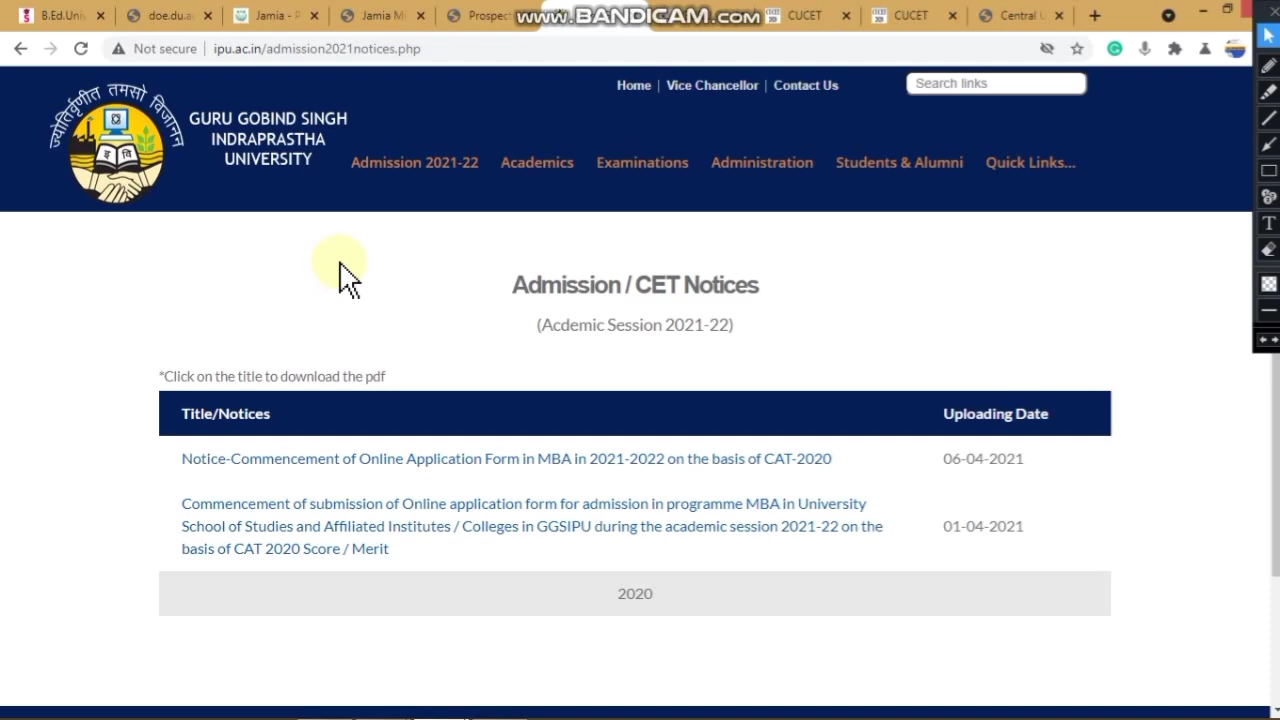 B.Ed.Univ
doe.du.a
Jamia - P
Jamia Mi
Prospect
www.BANDICAM.com
CUCET
CUCET
Central U
Not secure
ipu.ac.in/admission2021notices.php
Home | Vice Chancellor | Contact Us
Search links
ज्योतिर्वृणीत तमसो विजानन
इ ति
GURU GOBIND SINGH
INDRAPRASTHA
UNIVERSITY
Admission 2021-22 Academics Examinations Administration Students & Alumni Quick Links...
Admission / CET Notices
(Acdemic Session 2021-22)
*Click on the title to download the pdf
Title/Notices Uploading Date
Notice-Commencement of Online Application Form in MBA in 2021-2022 on the basis of CAT-2020 06-04-2021
Commencement of submission of Online application form for admission in programme MBA in University
School of Studies and Affiliated Institutes / Colleges in GGSIPU during the academic session 2021-22 on the 01-04-2021
basis of CAT 2020 Score / Merit
2020